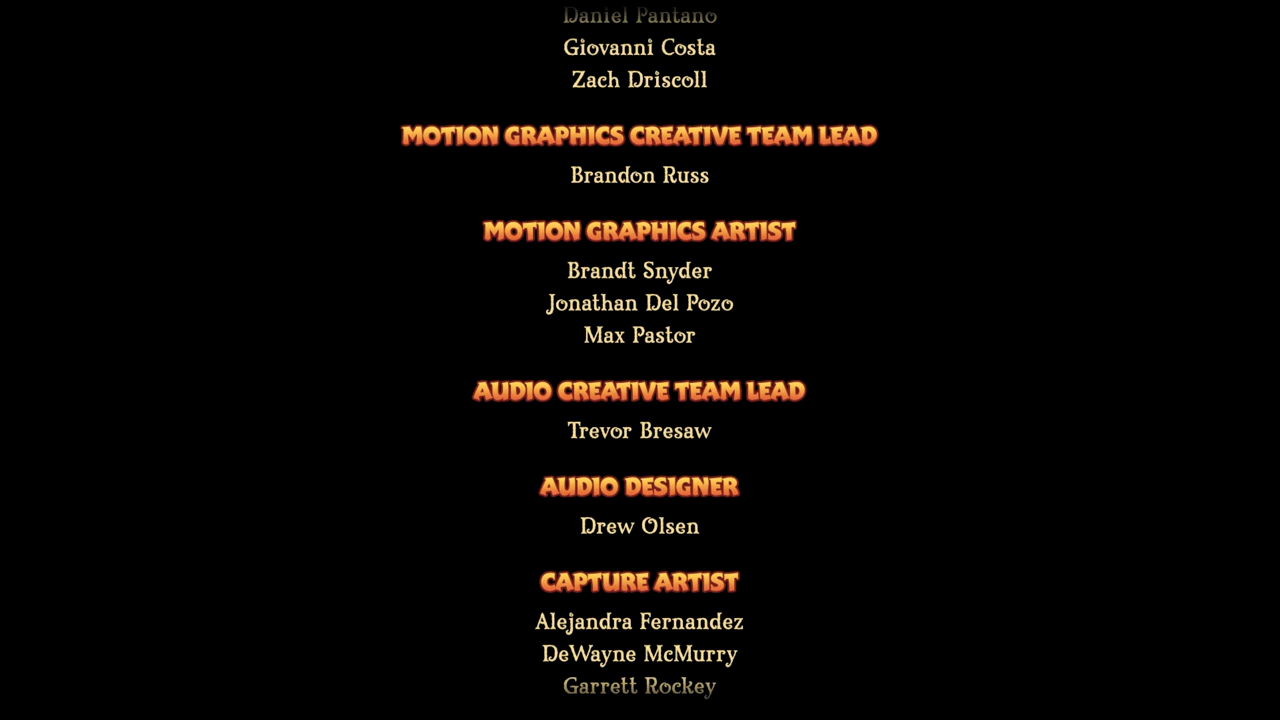 Daniel Pantano
Giovanni Costa
Zach Driscoll
MOTION GRAPHICS CREATIVE TEAM LEAD
Brandon Russ
MOTION GRAPHICS ARTIST
Brandt Snyder
Jonathan Del Pozo
Max Pastor
AUDIO CREATIVE TEAM LEAD
Trevor Bresaw
AUDIO DESIGNER
Drew Olsen
CAPTURE ARTIST
Alejandra Fernandez
DeWayne McMurry
Garrett Rockey